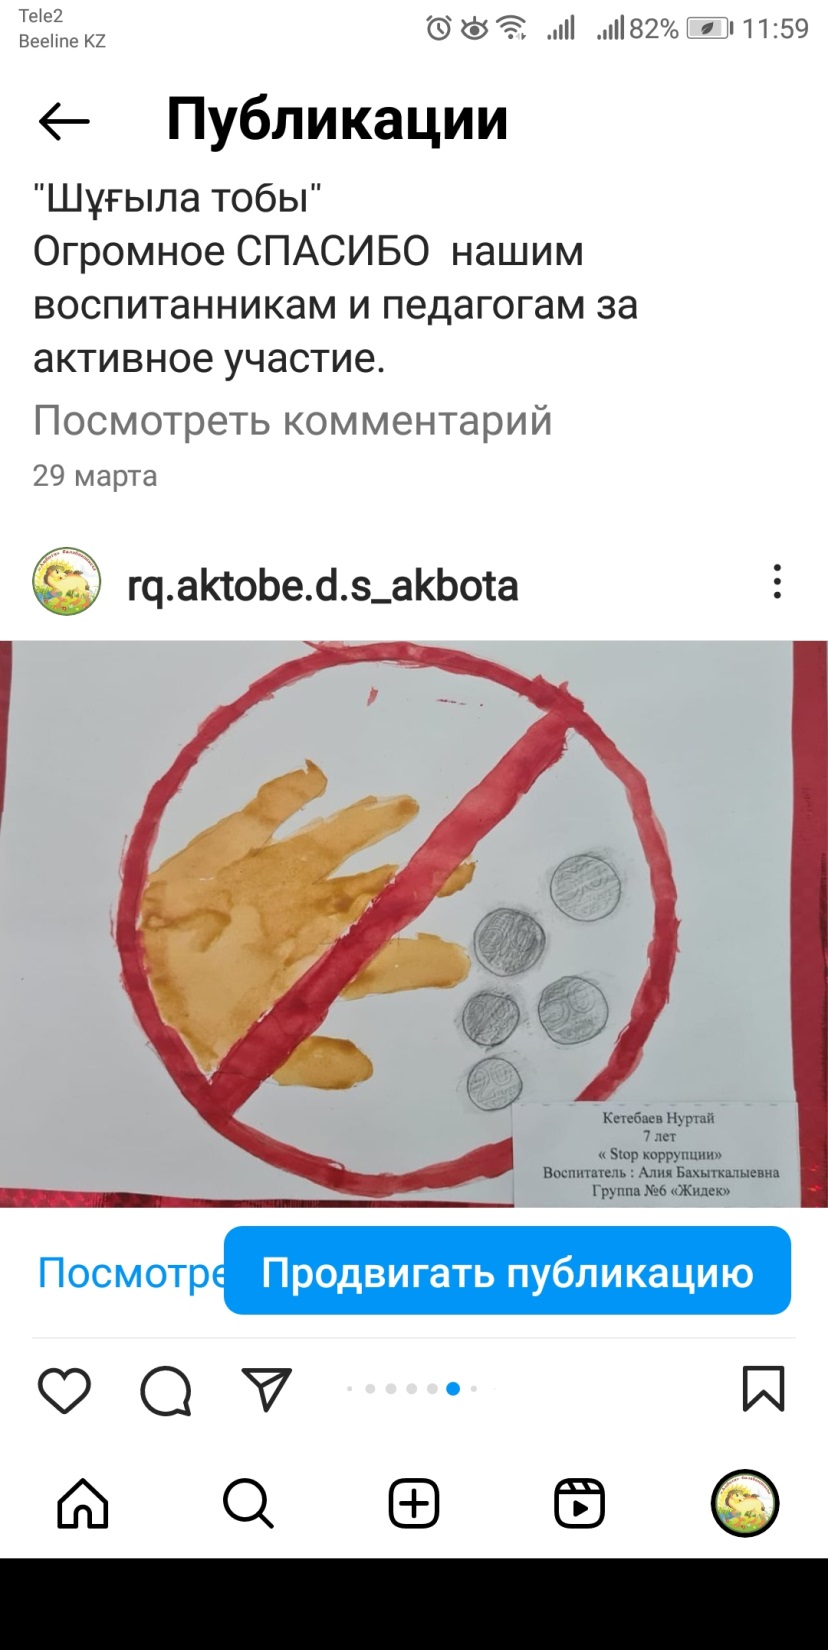 Tele2
Beeline KZ
82%
11:59
Публикации
"Шұғыла тобы"
Огромное СПАСИБО нашим
воспитанникам и педагогам за
активное участие.
Посмотреть комментарий
29 марта
rq.aktobe.d.s_akbota
20
Кетебаев Нуртай
7 лет
« Stop коррупции»
Воспитатель : Алия Бахыткалыевна
Группа №6 «Жидек»
Посмотре
Продвигать публикацию